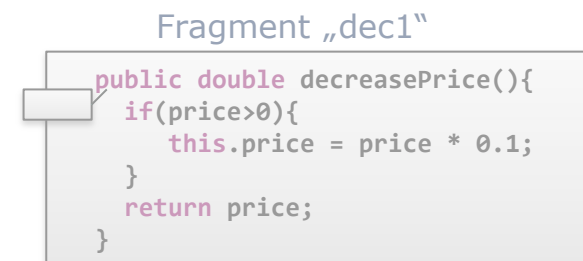 Fragment „dec1“
public double decreasePrice(){
if(price>0){
this.price = price * 0.1;
}
return price;
}